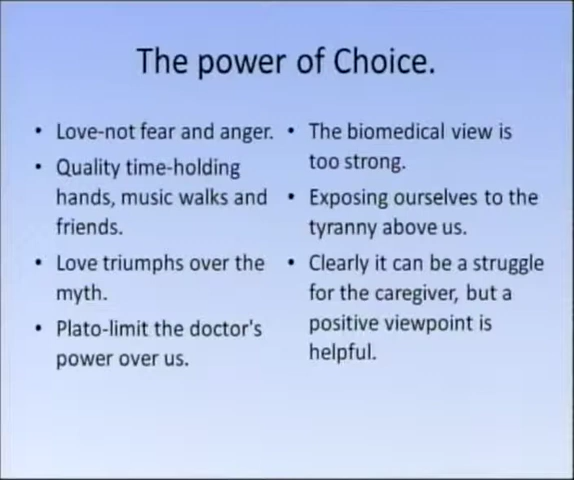 The power of Choice.
• Love-not fear and anger.
• Quality time-holding
hands, music walks and
friends.
• Love triumphs over the
myth.
• Plato-limit the doctor's
power over us.
• The biomedical view is
too strong.
• Exposing ourselves to the
tyranny above us.
• Clearly it can be a struggle
for the caregiver, but a
positive viewpoint is
helpful.